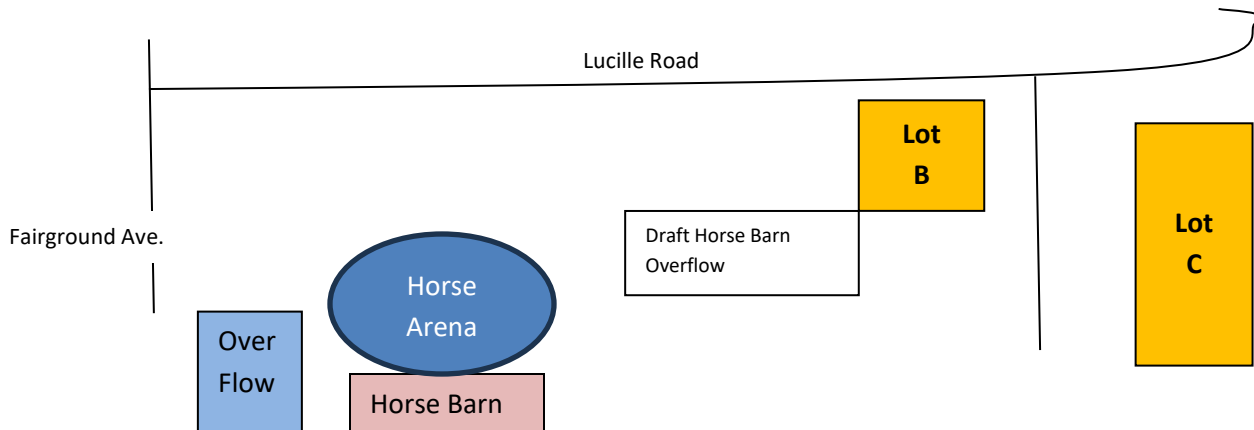 Lucille Road
Lot
B
Lot
C
Fairground Ave.
Draft Horse Barn
Overflow
Horse
Arena
Over
Flow
Horse Barn